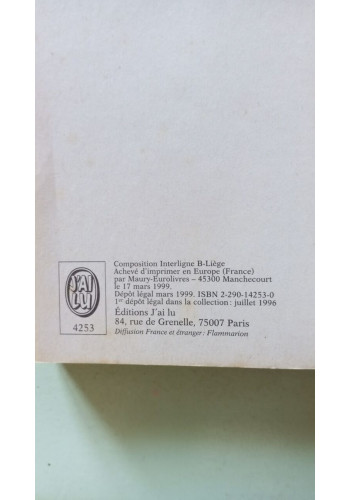 Composition Interligne B-Liège
Achevé d'imprimer en Europe (France)
par Maury-Eurolivres – 45300 Manchecourt
le 17 mars 1999.
Dépôt légal mars 1999. ISBN 2-290-14253-0
1er dépôt légal dans la collection : juillet 1996
Éditions J'ai lu
84, rue de Grenelle, 75007 Paris
Diffusion France et étranger : Flammarion
J'AI
LU
4253